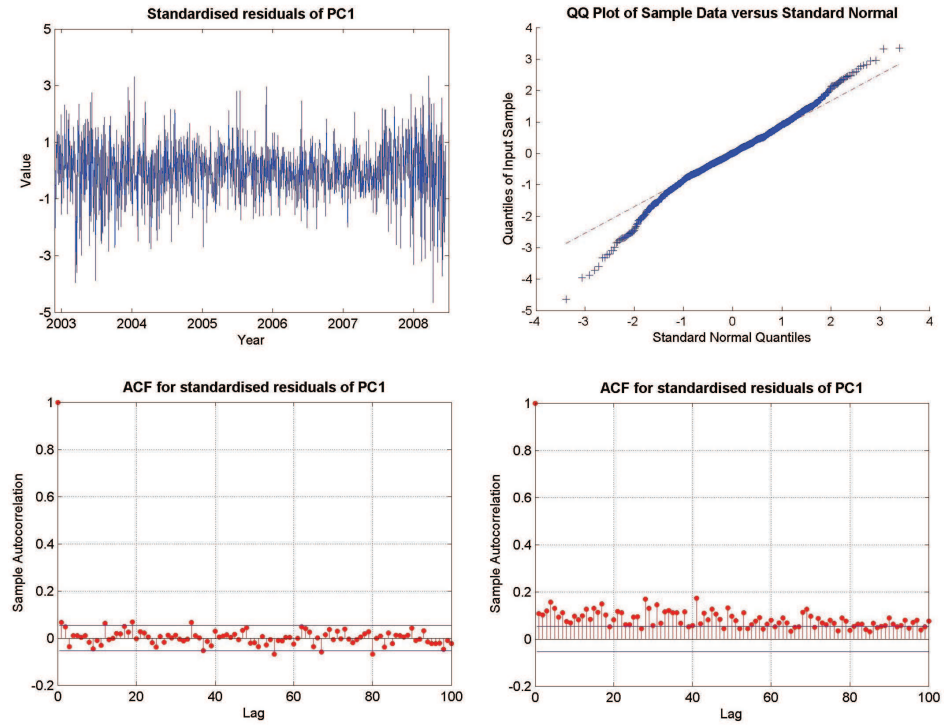 Standardised residuals of PC1
5
3
1
-1
-3
-5
Value
2003 2004 2005 2006 2007 2008
Year
QQ Plot of Sample Data versus Standard Normal
4
3
2
1
0
-1
-2
-3
-4
-5
Quantiles of Input Sample
-4 -3 -2 -1 0 1 2 3 4
Standard Normal Quantiles
ACF for standardised residuals of PC1
1
0.8
0.6
0.4
0.2
0
-0.2
Sample Autocorrelation
0 20 40 60 80 100
Lag
ACF for standardised residuals of PC1
1
0.8
0.6
0.4
0.2
0
-0.2
Sample Autocorrelation
0 20 40 60 80 100
Lag